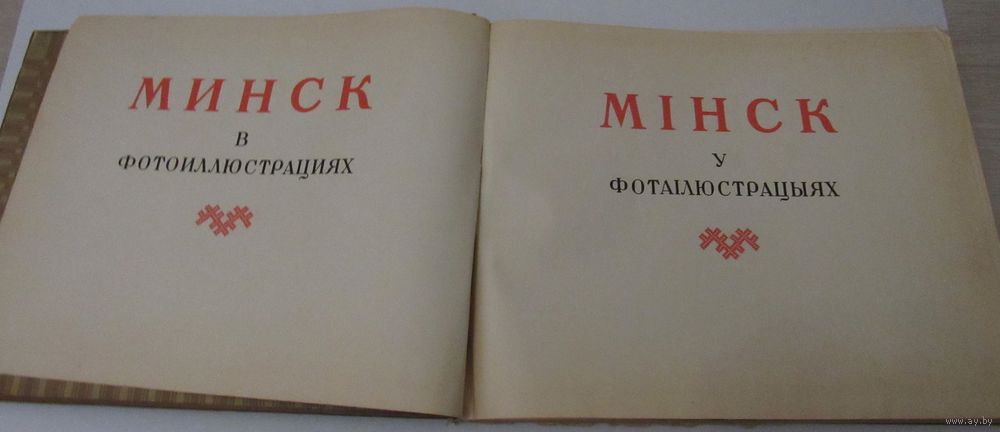 МИНСК
В
ФОТОИЛЛЮСТРАЦИЯХ
МІНСК
У
ФОТАІЛЮСТРАЦЫЯХ
www.ay.by